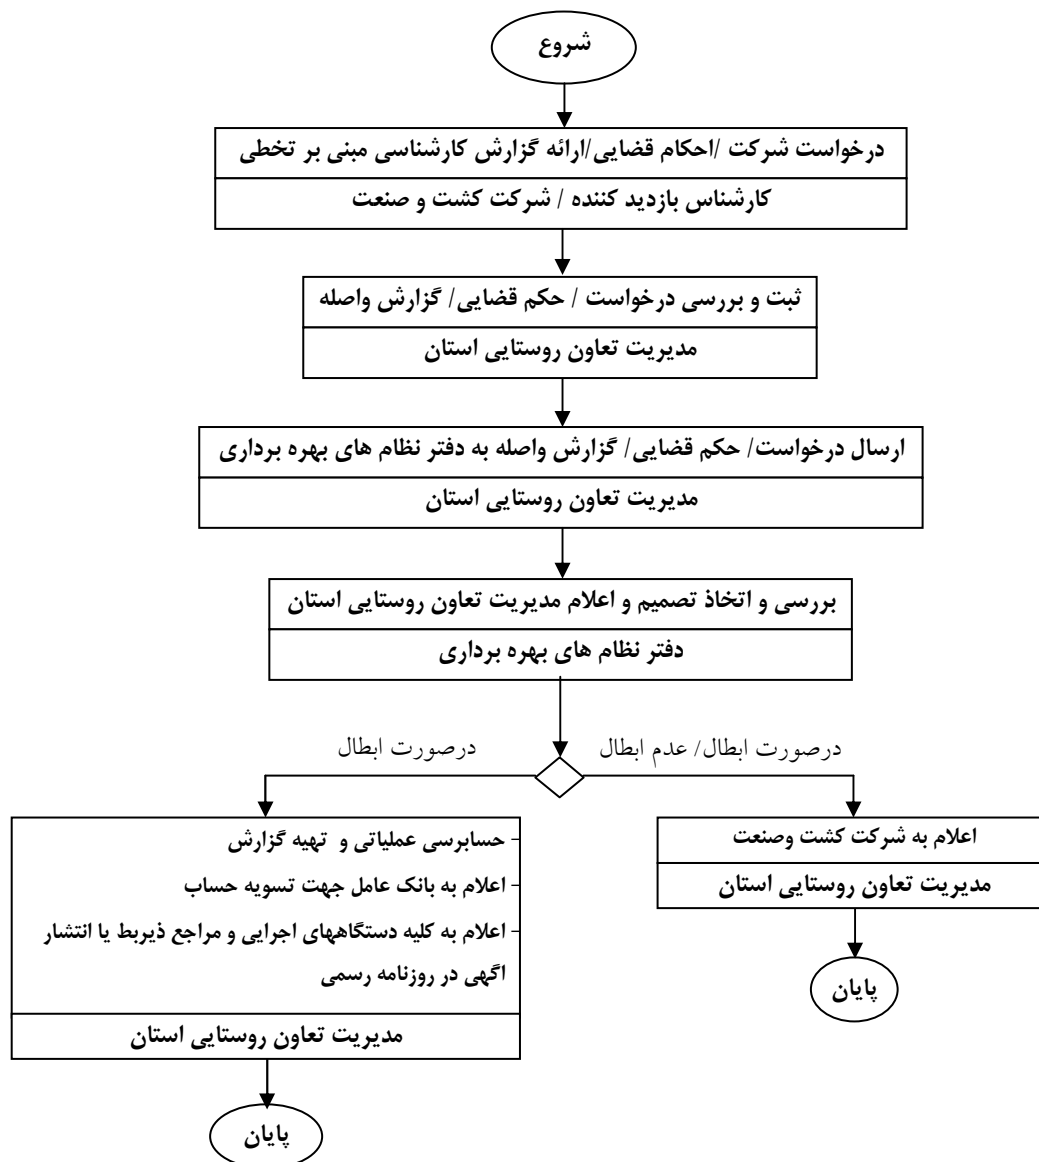 شروع
درخواست شرکت /احکام قضایی/ارائه گزارش کارشناسی مبنی بر تخطی
کارشناس بازدید کننده / شرکت کشت و صنعت
ثبت و بررسی درخواست / حکم قضایی/ گزارش واصله
مدیریت تعاون روستایی استان
ارسال درخواست/ حکم قضایی/ گزارش واصله به دفتر نظام های بهره برداری
مدیریت تعاون روستایی استان
بررسی و اتخاذ تصمیم و اعلام مدیریت تعاون روستایی استان
دفتر نظام های بهره برداری
درصورت ابطال/ عدم ابطال
درصورت ابطال
اعلام به شرکت کشت وصنعت
مدیریت تعاون روستایی استان
پایان
- حسابرسی عملیاتی و تهیه گزارش
- اعلام به بانک عامل جهت تسویه حساب
- اعلام به کلیه دستگاههای اجرایی و مراجع ذیربط یا انتشار
اگهی در روزنامه رسمی
مدیریت تعاون روستایی استان
پایان